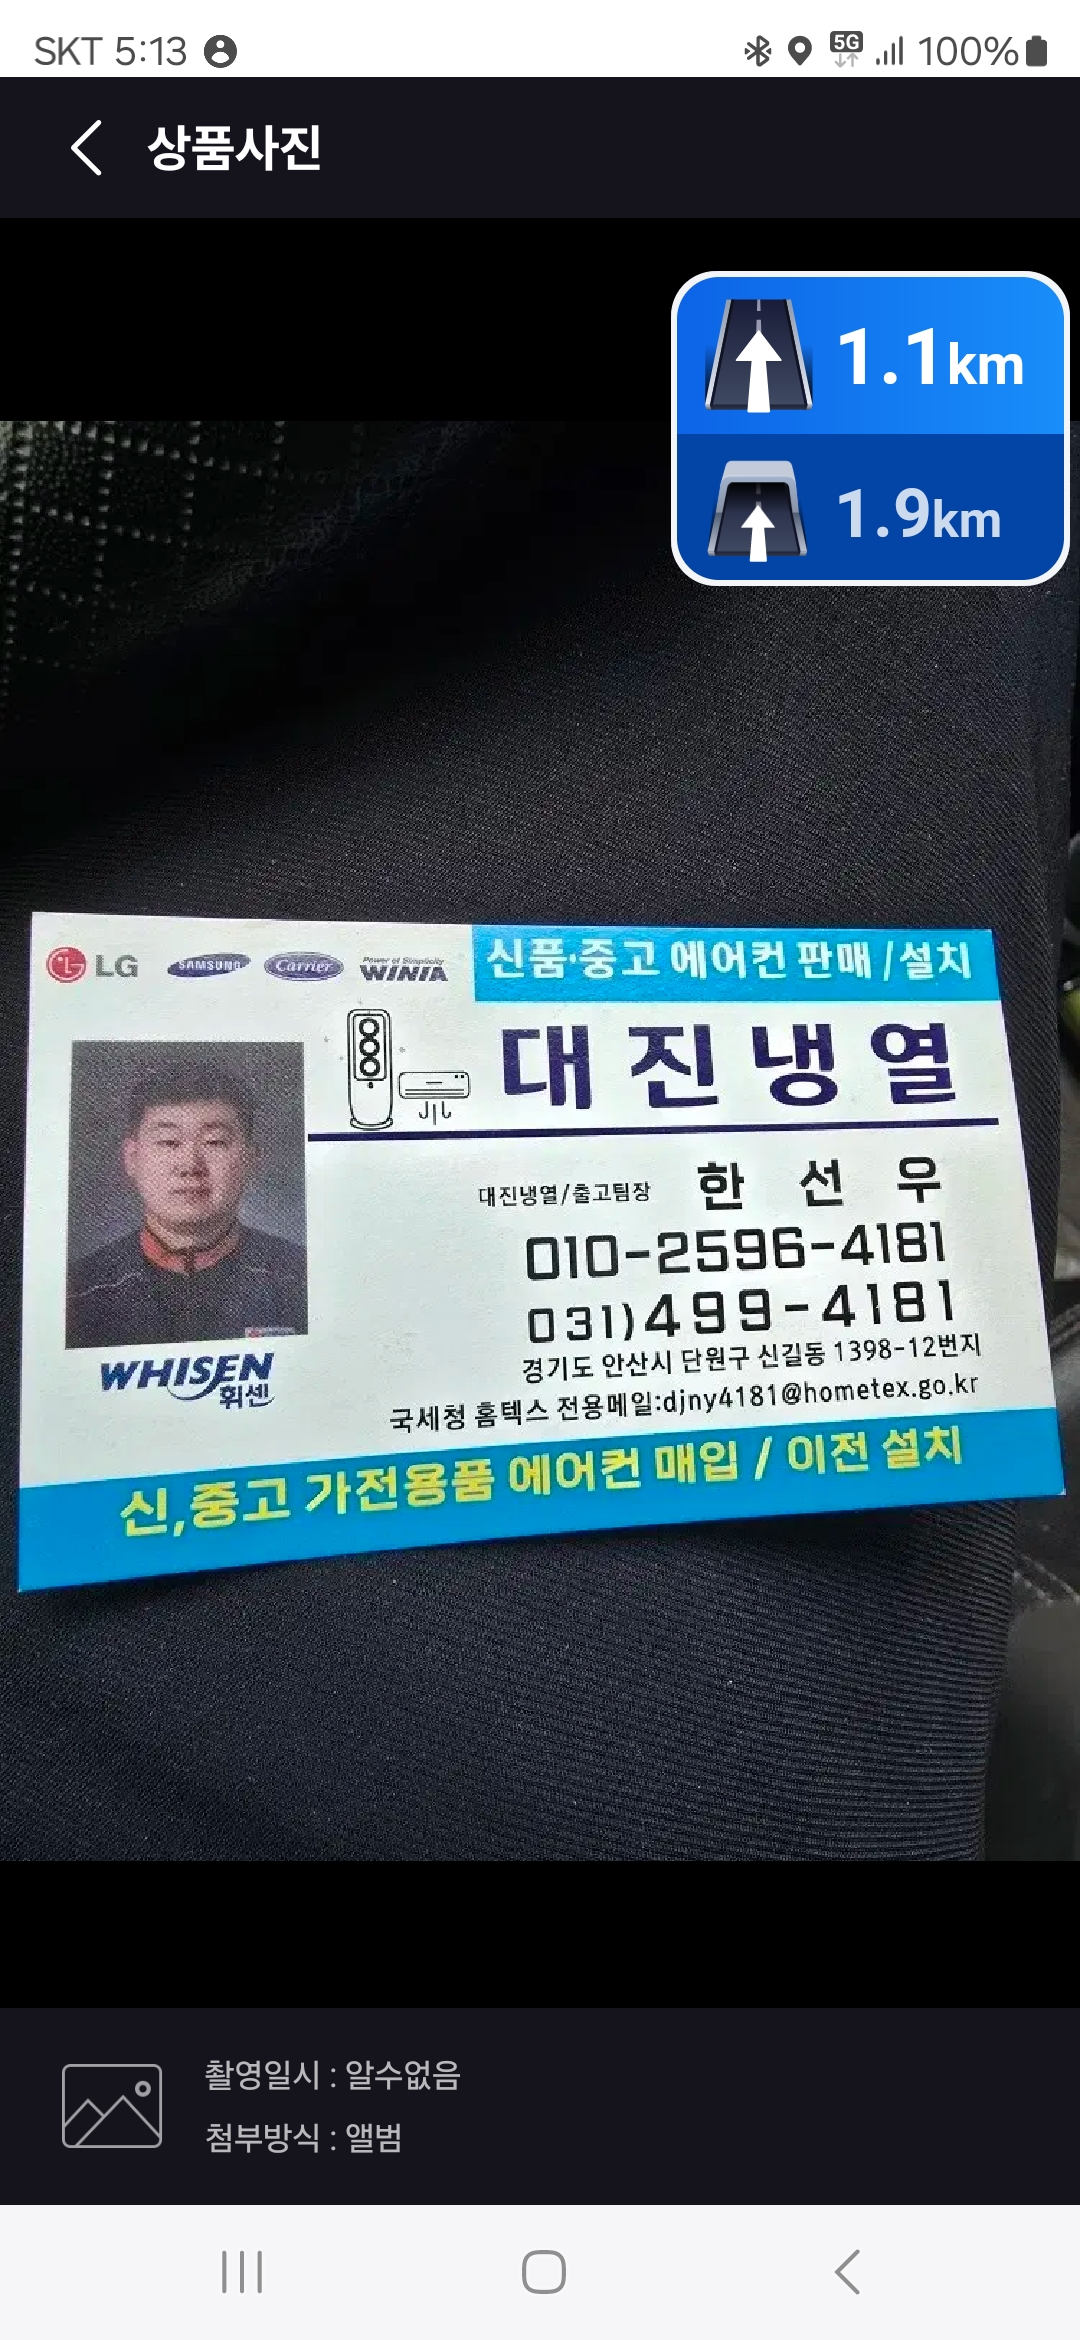 SKT 5:13
5G
100%
상품사진
1.1km
1.9km
LG SAMSUNG Carrier Power of Simplicity WINIA
신품·중고 에어컨 판매 / 설치
대진냉열
대진냉열/출고팀장 한 선 우
010-2596-4181
031)499-4181
경기도 안산시 단원구 신길동 1398-12번지
국세청 홈텍스 전용메일:djny4181@hometex.go.kr
WHISEN
휘센
신,중고 가전용품 에어컨 매입 / 이전 설치
촬영일시 : 알수없음
첨부방식 : 앨범